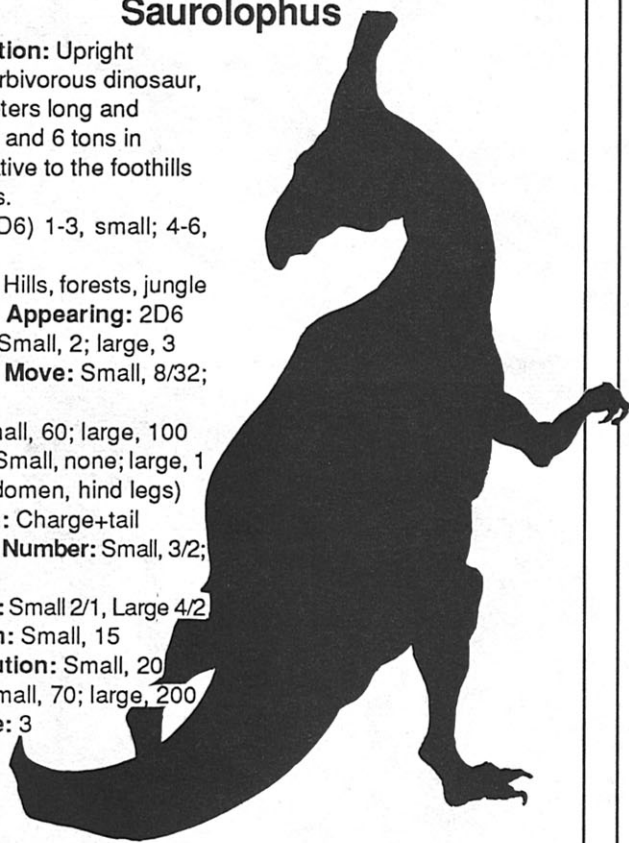 Saurolophus
tion: Upright
rbivorous dinosaur,
ters long and
and 6 tons in
tive to the foothills
s.
D6) 1-3, small; 4-6,
Hills, forests, jungle
Appearing: 2D6
Small, 2; large, 3
Move: Small, 8/32;
nall, 60; large, 100
Small, none; large, 1
lomen, hind legs)
: Charge+tail
Number: Small, 3/2;
: Small 2/1, Large 4/2
n: Small, 15
ution: Small, 20
mall, 70; large, 200
e: 3